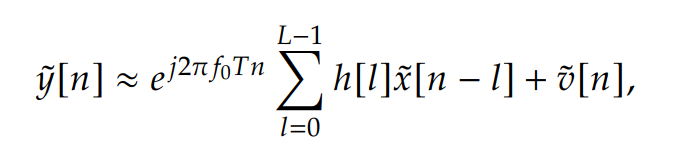 ỹ[n] ≈ e^{j2πf₀Tn} ∑_{l=0}^{L−1} h[l]x̃[n − l] + ṽ[n],